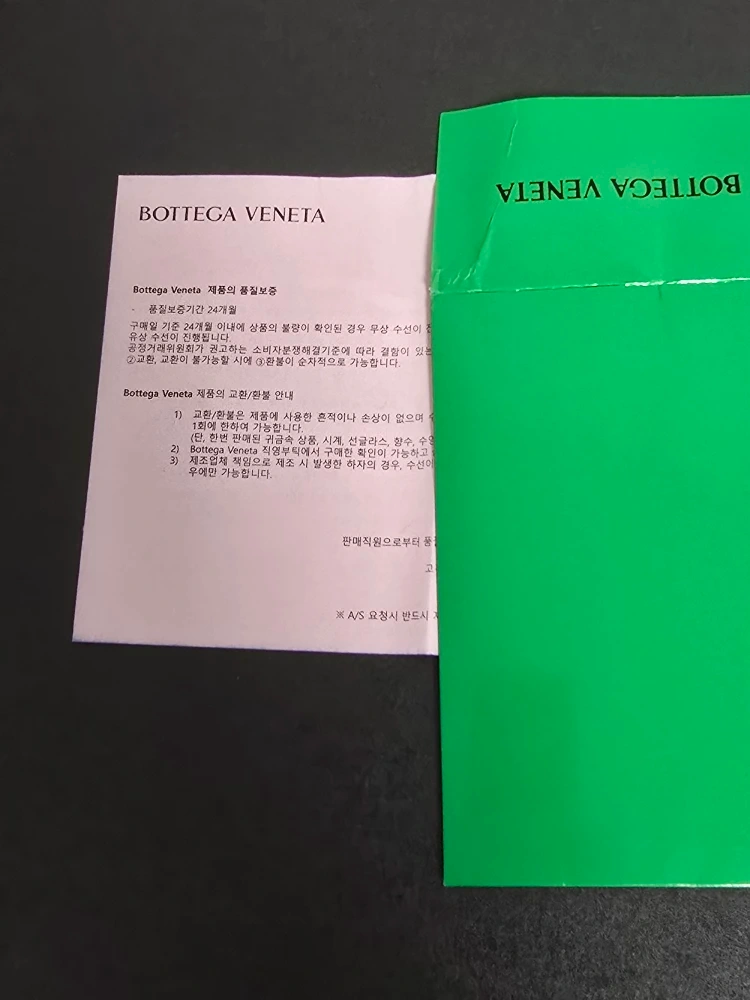 BOTTEGA VENETA
Bottega Veneta 제품의 품질보증
- 품질보증기간 24개월
구매일 기준 24개월 이내에 상품의 불량이 확인된 경우 무상 수선이
유상 수선이 진행됩니다.
공정거래위원회가 권고하는 소비자분쟁해결기준에 따라 결함이 있는
②교환, 교환이 불가능할 시에 ③환불이 순차적으로 가능합니다.
Bottega Veneta 제품의 교환/환불 안내
1) 교환/환불은 제품에 사용한 흔적이나 손상이 없으며
1회에 한하여 가능합니다.
(단, 한번 판매된 귀금속 상품, 시계, 선글라스, 향수,
2) Bottega Veneta 직영부틱에서 구매한 확인이 가능하고
3) 제조업체 책임으로 제조 시 발생한 하자의 경우, 수선이
우에만 가능합니다.
판매직원으로부터
※ A/S 요청시 반드시
BOTTEGA VENETA